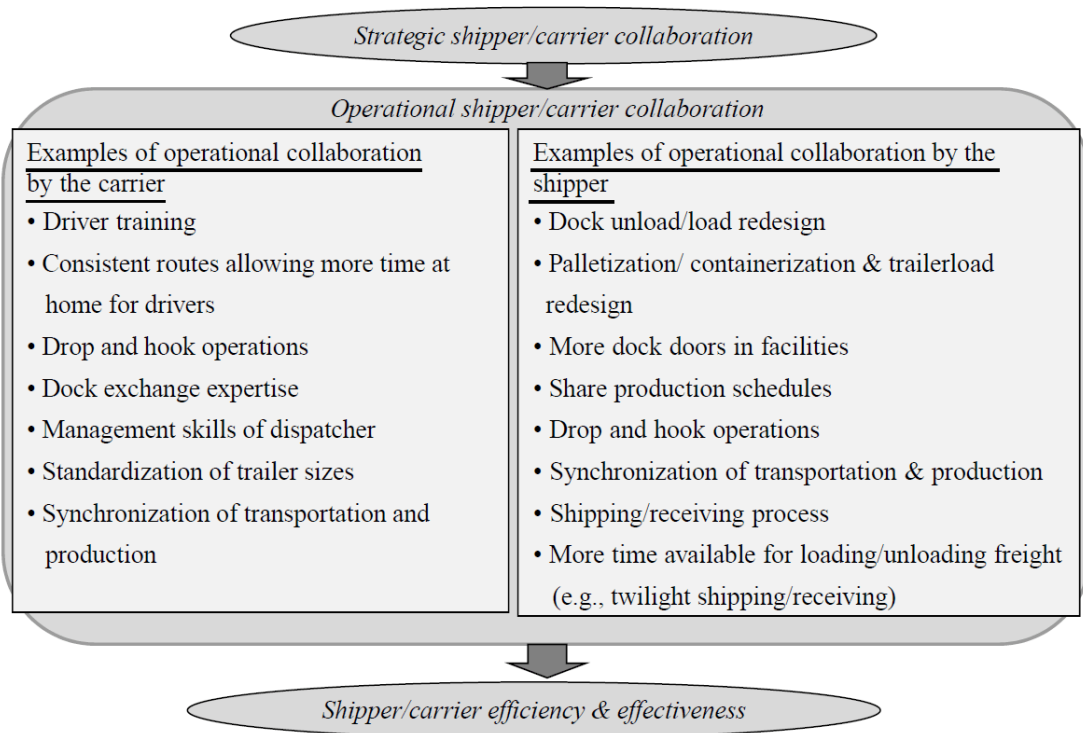 Strategic shipper/carrier collaboration
Operational shipper/carrier collaboration
Examples of operational collaboration
by the carrier
• Driver training
• Consistent routes allowing more time at
home for drivers
• Drop and hook operations
• Dock exchange expertise
• Management skills of dispatcher
• Standardization of trailer sizes
• Synchronization of transportation and
production
Examples of operational collaboration by the
shipper
• Dock unload/load redesign
• Palletization/ containerization & trailerload
redesign
• More dock doors in facilities
• Share production schedules
• Drop and hook operations
• Synchronization of transportation & production
• Shipping/receiving process
• More time available for loading/unloading freight
(e.g., twilight shipping/receiving)
Shipper/carrier efficiency & effectiveness